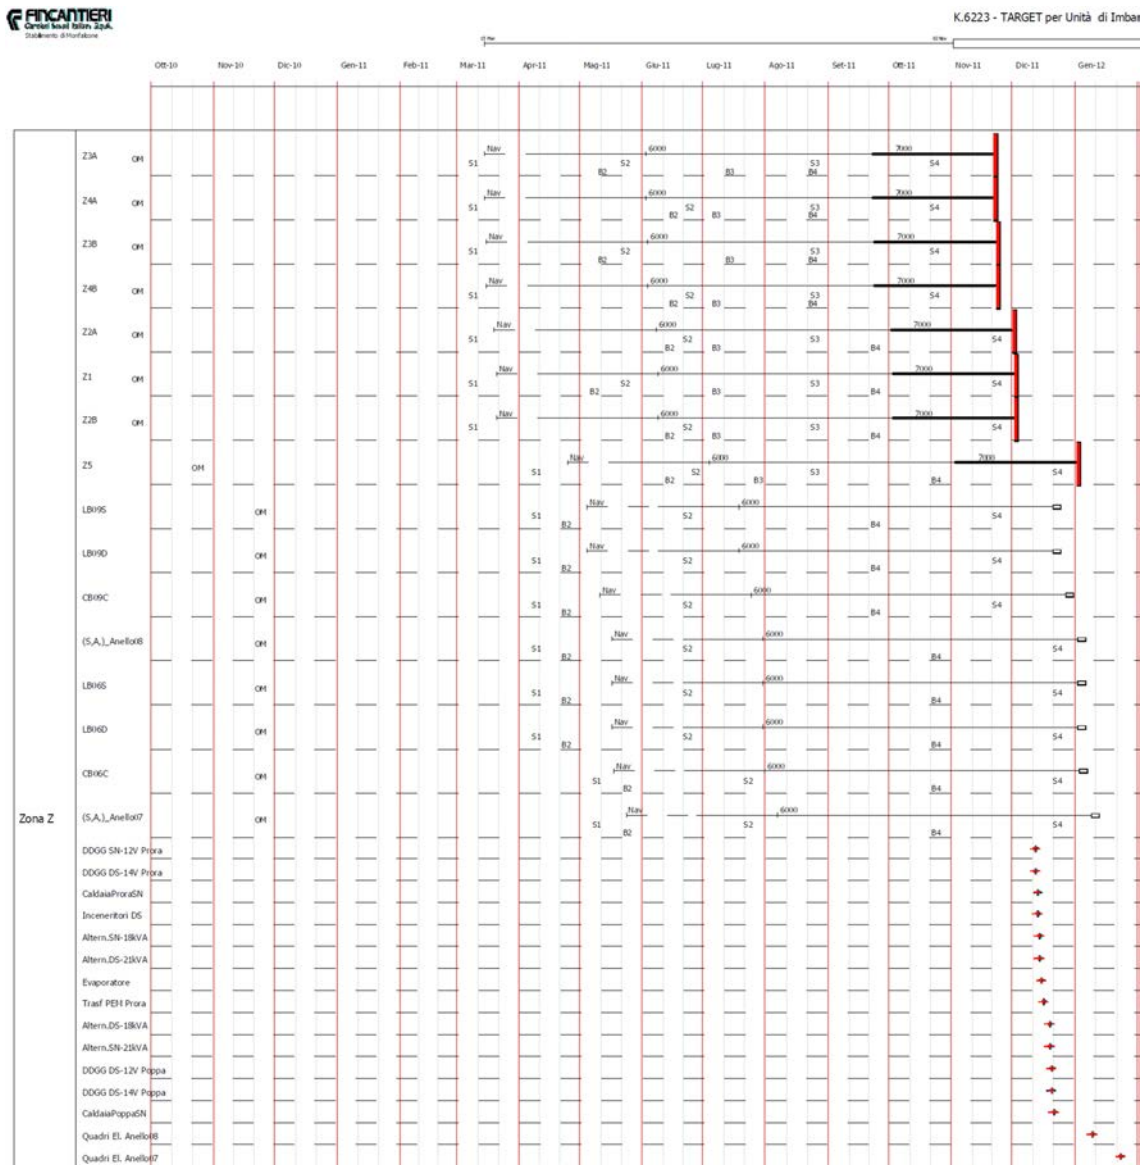 FINCANTIERI
Cantieri Navali Italiani S.p.A.
Stabilimento di Monfalcone
K.6223 - TARGET per Unità di Imbar
Ott-10 Nov-10 Dic-10 Gen-11 Feb-11 Mar-11 Apr-11 Mag-11 Giu-11 Lug-11 Ago-11 Set-11 Ott-11 Nov-11 Dic-11 Gen-12
Z3A OM Nav 6000 7000
S1 S2 S3 S4
B2 B3 B4
Z4A OM Nav 6000 7000
S1 S2 S3 S4
B2 B3 B4
Z3B OM Nav 6000 7000
S1 S2 S3 S4
B2 B3 B4
Z4B OM Nav 6000 7000
S1 S2 S3 S4
B2 B3 B4
Z2A OM Nav 6000 7000
S1 S2 S3 S4
B2 B3 B4
Z1 OM Nav 6000 7000
S1 S2 S3 S4
B2 B3 B4
Z2B OM Nav 6000 7000
S1 S2 S3 S4
B2 B3 B4
Z5 OM Nav 6000 7000
S1 S2 S3 S4
B2 B3 B4
LB09S OM Nav 6000
S1 S2 S4
B2 B4
LB09D OM Nav 6000
S1 S2 S4
B2 B4
CB09C OM Nav 6000
S1 S2 S4
B2 B4
(S,A,)_Anello08 OM Nav 6000
S1 S2 S4
B2 B4
LB06S OM Nav 6000
S1 S2 S4
B2 B4
LB06D OM Nav 6000
S1 S2 S4
B2 B4
CB06C OM Nav 6000
S1 S2 S4
B2 B4
Zona Z (S,A,)_Anello07 OM Nav 6000
S1 S2 S4
B2 B4
DDGG SN-12V Prora
DDGG DS-14V Prora
CaldaiaProraSN
Inceneritori DS
Altern.SN-18kVA
Altern.DS-21kVA
Evaporatore
Trasf PEM Prora
Altern.DS-18kVA
Altern.SN-21kVA
DDGG DS-12V Poppa
DDGG DS-14V Poppa
CaldaiaPoppaSN
Quadri El. Anello08
Quadri El. Anello07